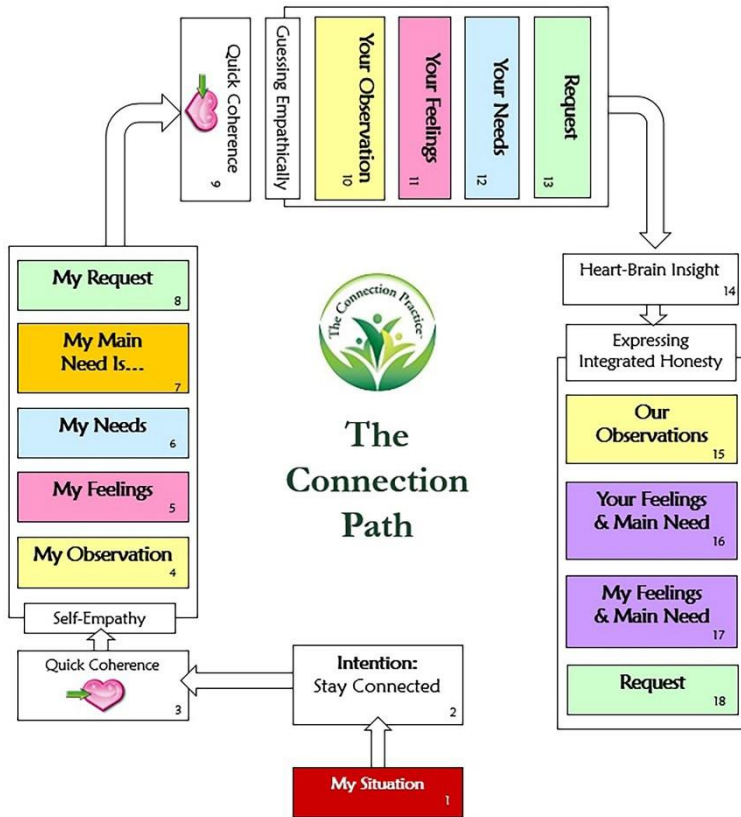 My Situation
1
Intention:
Stay Connected
2
Quick Coherence
3
Self-Empathy
My Observation
4
My Feelings
5
My Needs
6
My Main
Need Is...
7
My Request
8
Quick Coherence
9
Guessing Empathically
Your Observation
10
Your Feelings
11
Your Needs
12
Request
13
Heart-Brain Insight
14
Expressing
Integrated Honesty
Our
Observations
15
Your Feelings
& Main Need
16
My Feelings
& Main Need
17
Request
18
The Connection Practice™
The
Connection
Path